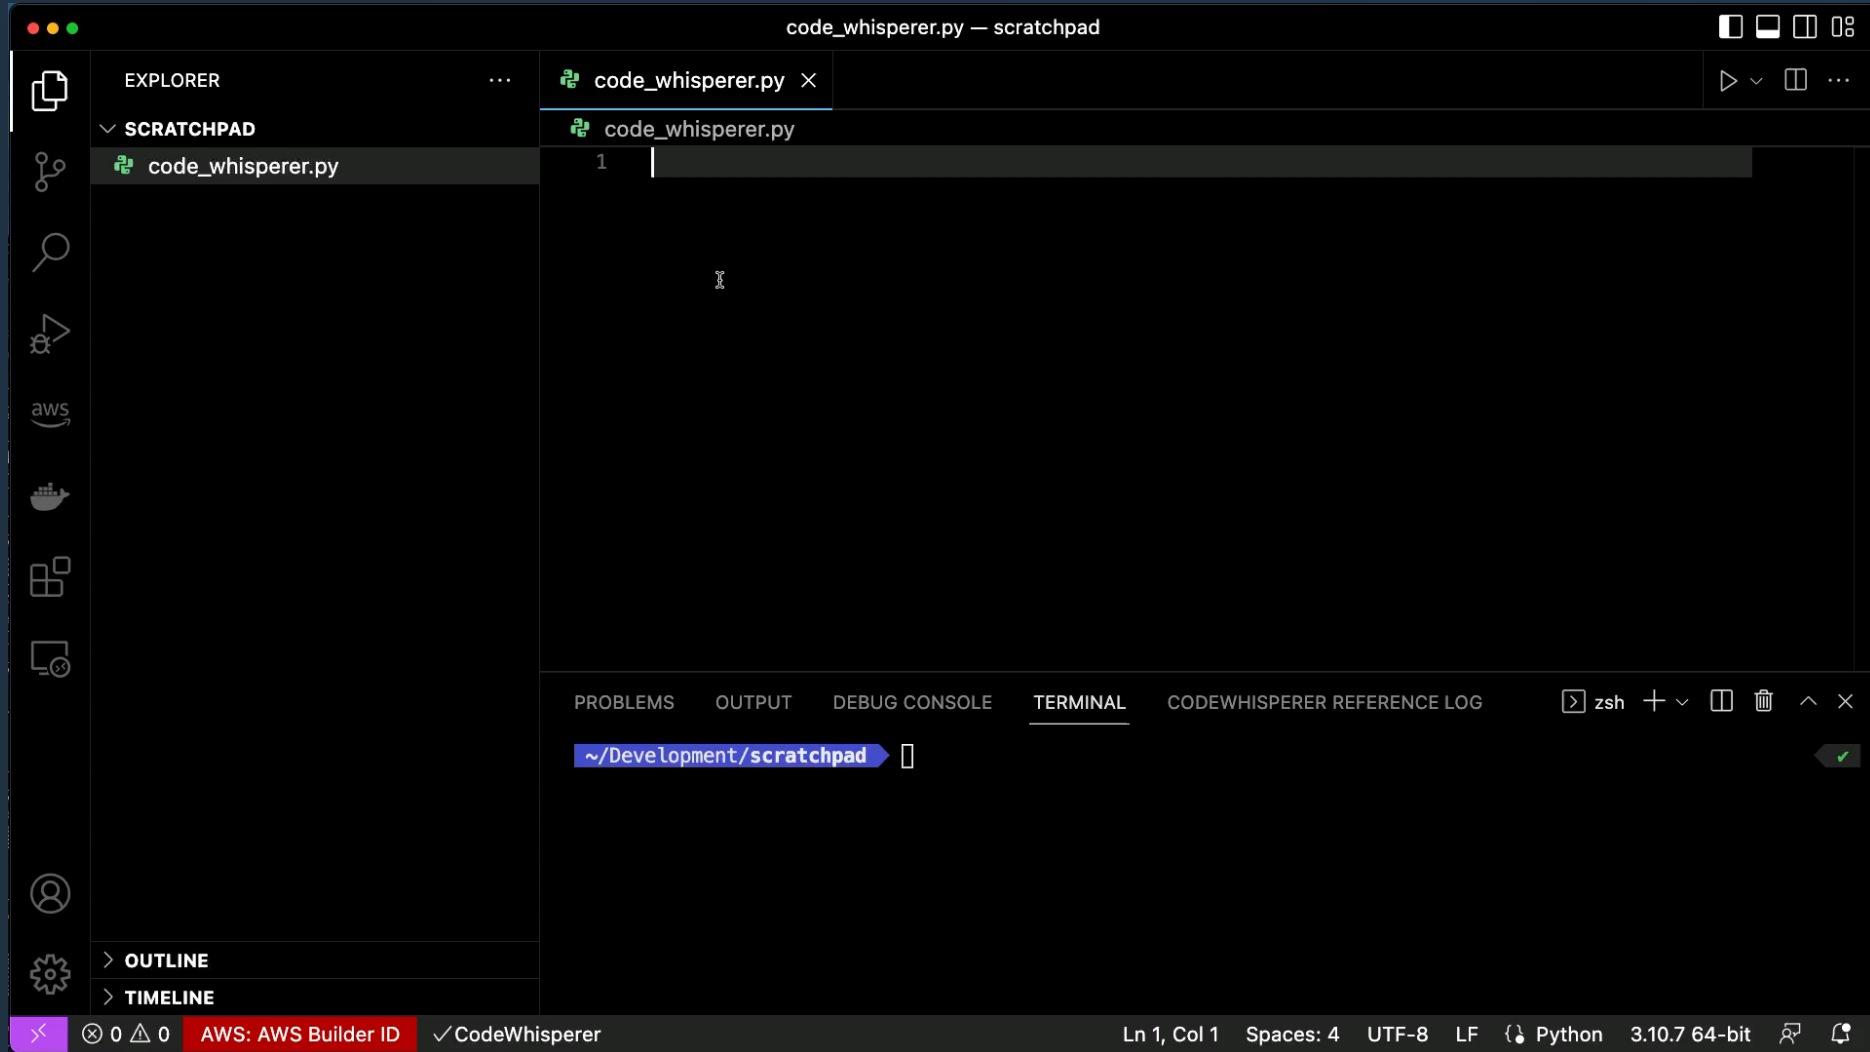 code_whisperer.py — scratchpad
EXPLORER
SCRATCHPAD
code_whisperer.py
aws
OUTLINE
TIMELINE
code_whisperer.py
code_whisperer.py
1
PROBLEMS OUTPUT DEBUG CONSOLE TERMINAL CODEWHISPERER REFERENCE LOG zsh
~/Development/scratchpad
0 0 AWS: AWS Builder ID CodeWhisperer Ln 1, Col 1 Spaces: 4 UTF-8 LF Python 3.10.7 64-bit